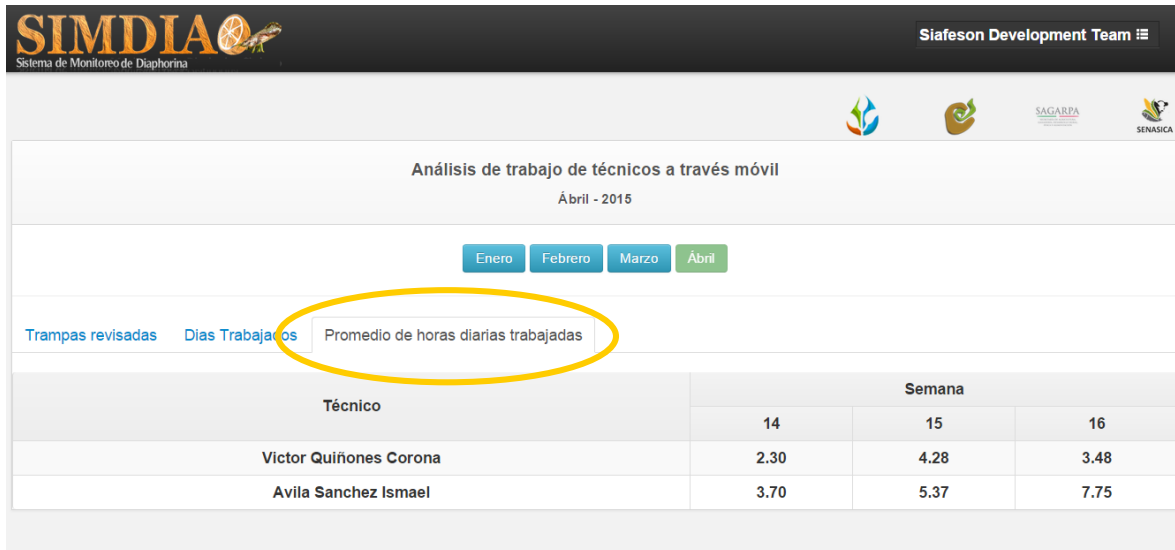 SIMDIA
Sistema de Monitoreo de Diaphorina
Siafeson Development Team
SAGARPA
SENASICA
Análisis de trabajo de técnicos a través móvil
Ábril - 2015
Enero Febrero Marzo Ábril
Trampas revisadas Dias Trabajados Promedio de horas diarias trabajadas
Técnico Semana
14 15 16
Victor Quiñones Corona 2.30 4.28 3.48
Avila Sanchez Ismael 3.70 5.37 7.75